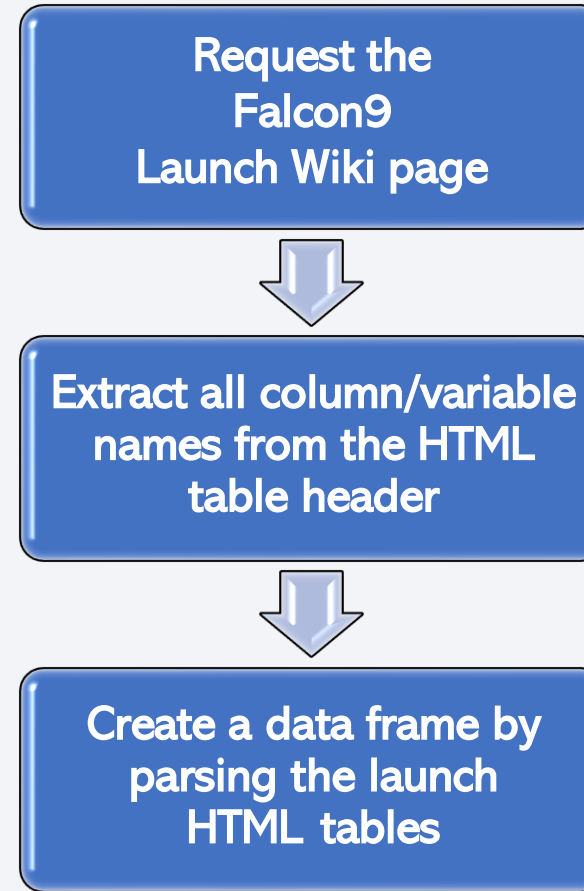 Request the
Falcon9
Launch Wiki page
Extract all column/variable
names from the HTML
table header
Create a data frame by
parsing the launch
HTML tables